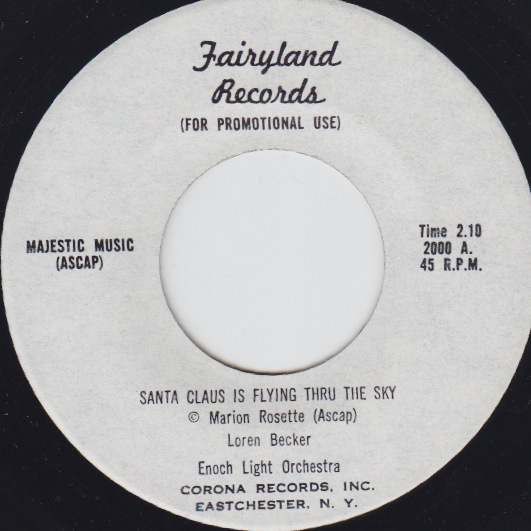 Fairyland
Records
(FOR PROMOTIONAL USE)
MAJESTIC MUSIC
(ASCAP)
Time 2.10
2000 A.
45 R.P.M.
SANTA CLAUS IS FLYING THRU THE SKY
© Marion Rosette (Ascap)
Loren Becker
Enoch Light Orchestra
CORONA RECORDS, INC.
EASTCHESTER, N. Y.